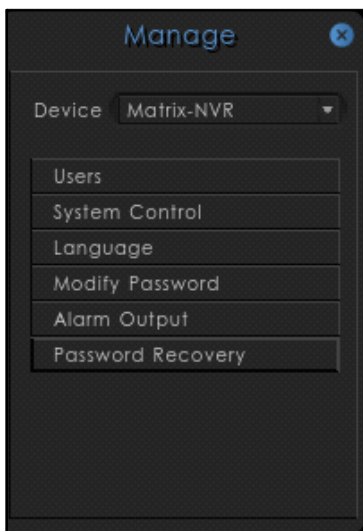 Manage
Device Matrix-NVR
Users
System Control
Language
Modify Password
Alarm Output
Password Recovery